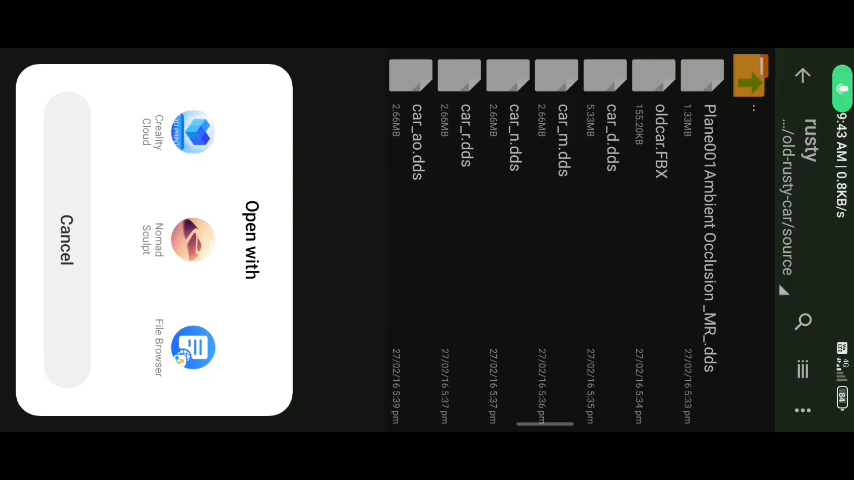 9:43 AM | 0.8KB/s
4G
84
rusty
.../old-rusty-car/source
..
Plane001Ambient Occlusion _MR_.dds
1.33MB
27/02/16 5:33 pm
oldcar.FBX
155.20KB
27/02/16 5:34 pm
car_d.dds
5.33MB
27/02/16 5:35 pm
car_m.dds
2.66MB
27/02/16 5:36 pm
car_n.dds
2.66MB
27/02/16 5:37 pm
car_r.dds
2.66MB
27/02/16 5:37 pm
car_ao.dds
2.66MB
27/02/16 5:39 pm
Open with
Creality
Cloud
Nomad
Sculpt
File Browser
Cancel